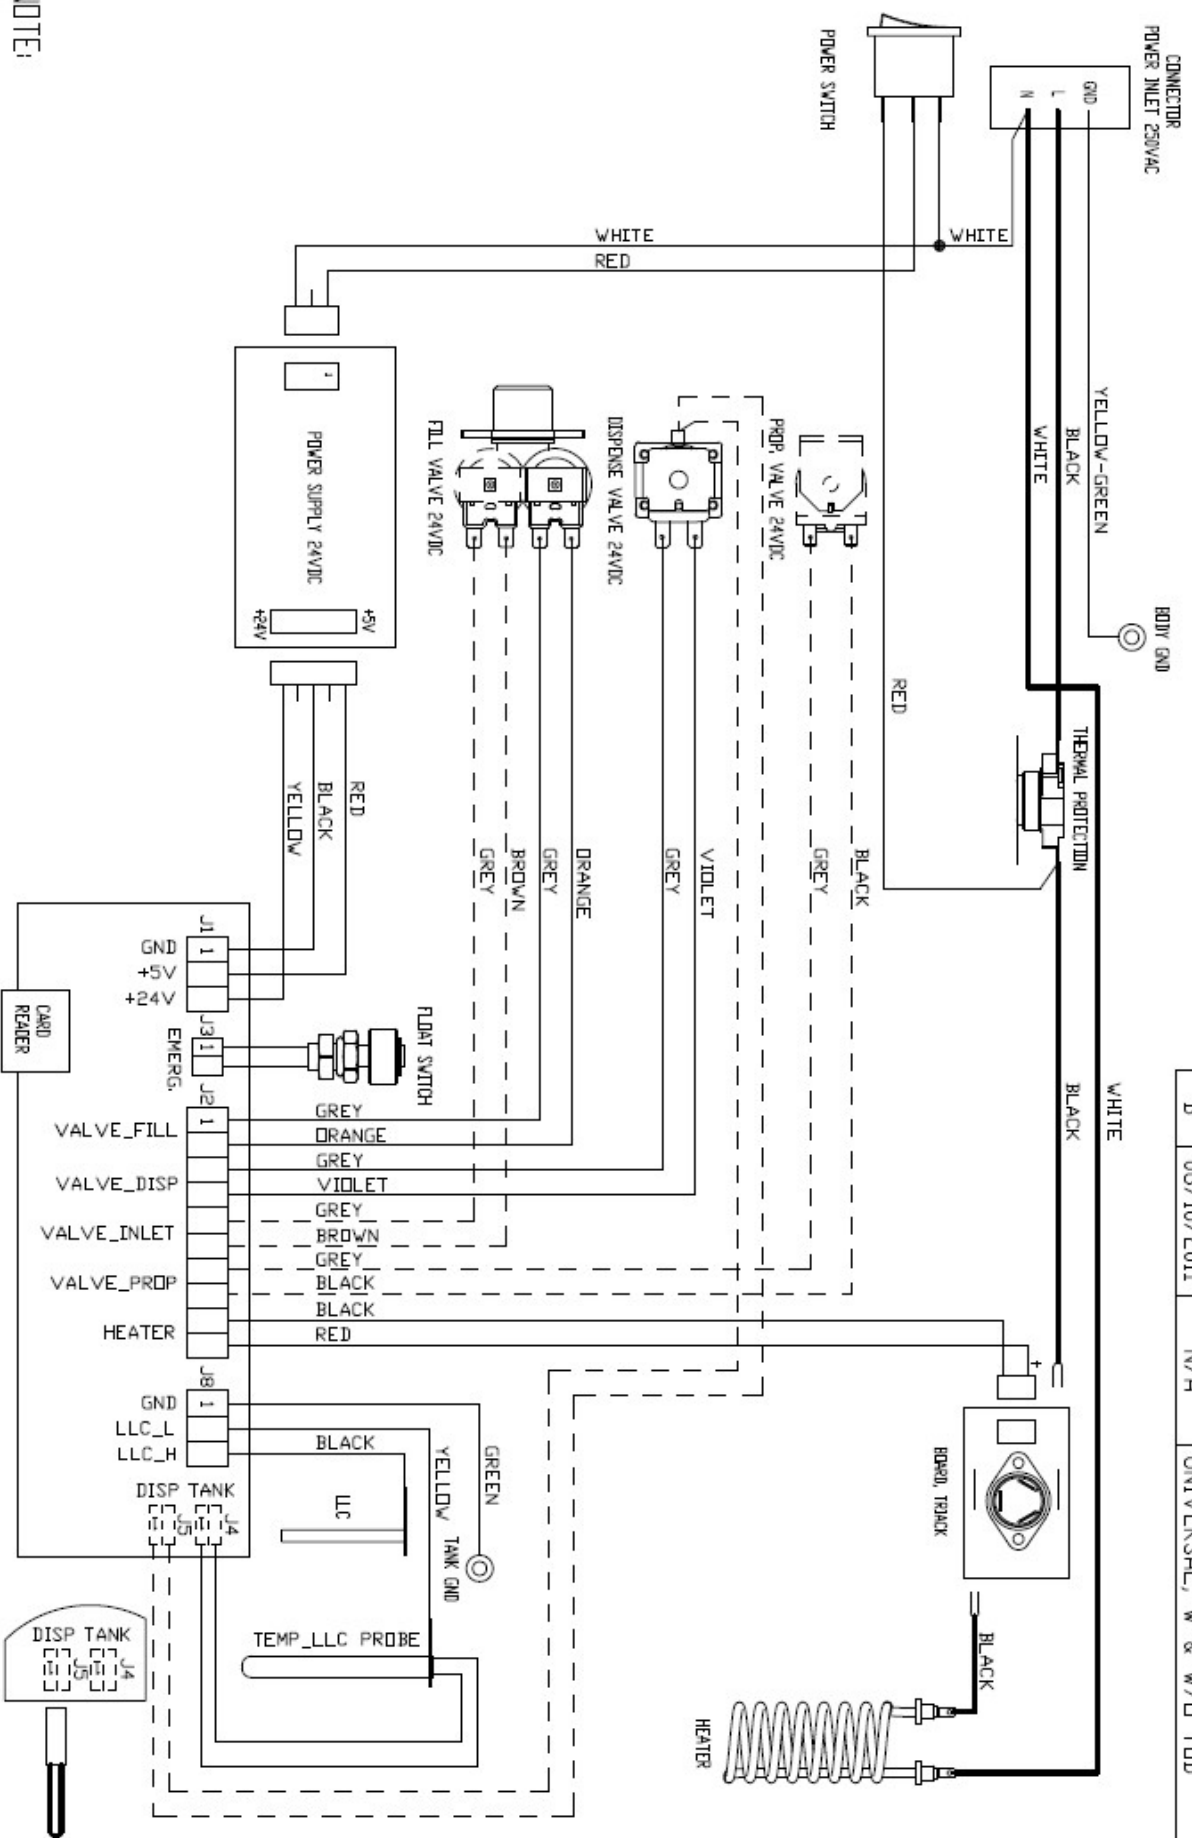 NOTE:
CONNECTOR
POWER INLET 250VAC
GND
L
N
POWER SWITCH
WHITE
WHITE
RED
YELLOW-GREEN
BLACK
WHITE
BODY GND
POWER SUPPLY 24VDC
+24V
+5V
FILL VALVE 24VDC
DISPENSE VALVE 24VDC
PROP. VALVE 24VDC
THERMAL PROTECTION
RED
RED
BLACK
YELLOW
GREY
BROWN
GREY
ORANGE
GREY
VIOLET
GREY
BLACK
BLACK
WHITE
CARD
READER
J1
GND 1
+5V
+24V
FLOAT SWITCH
J3
1
EMERG.
J2
1
VALVE_FILL
GREY
ORANGE
VALVE_DISP
GREY
VIOLET
VALVE_INLET
GREY
BROWN
VALVE_PROP
GREY
BLACK
HEATER
BLACK
RED
+
J8
GND 1
LLC_L
LLC_H
BLACK
YELLOW
GREEN
TANK GND
LLC
BOARD, TRIACK
DISP TANK
J5
J4
TEMP_LLC PROBE
BLACK
HEATER
DISP TANK
J5
J4
N/A
UNIVERSAL, W & W/O